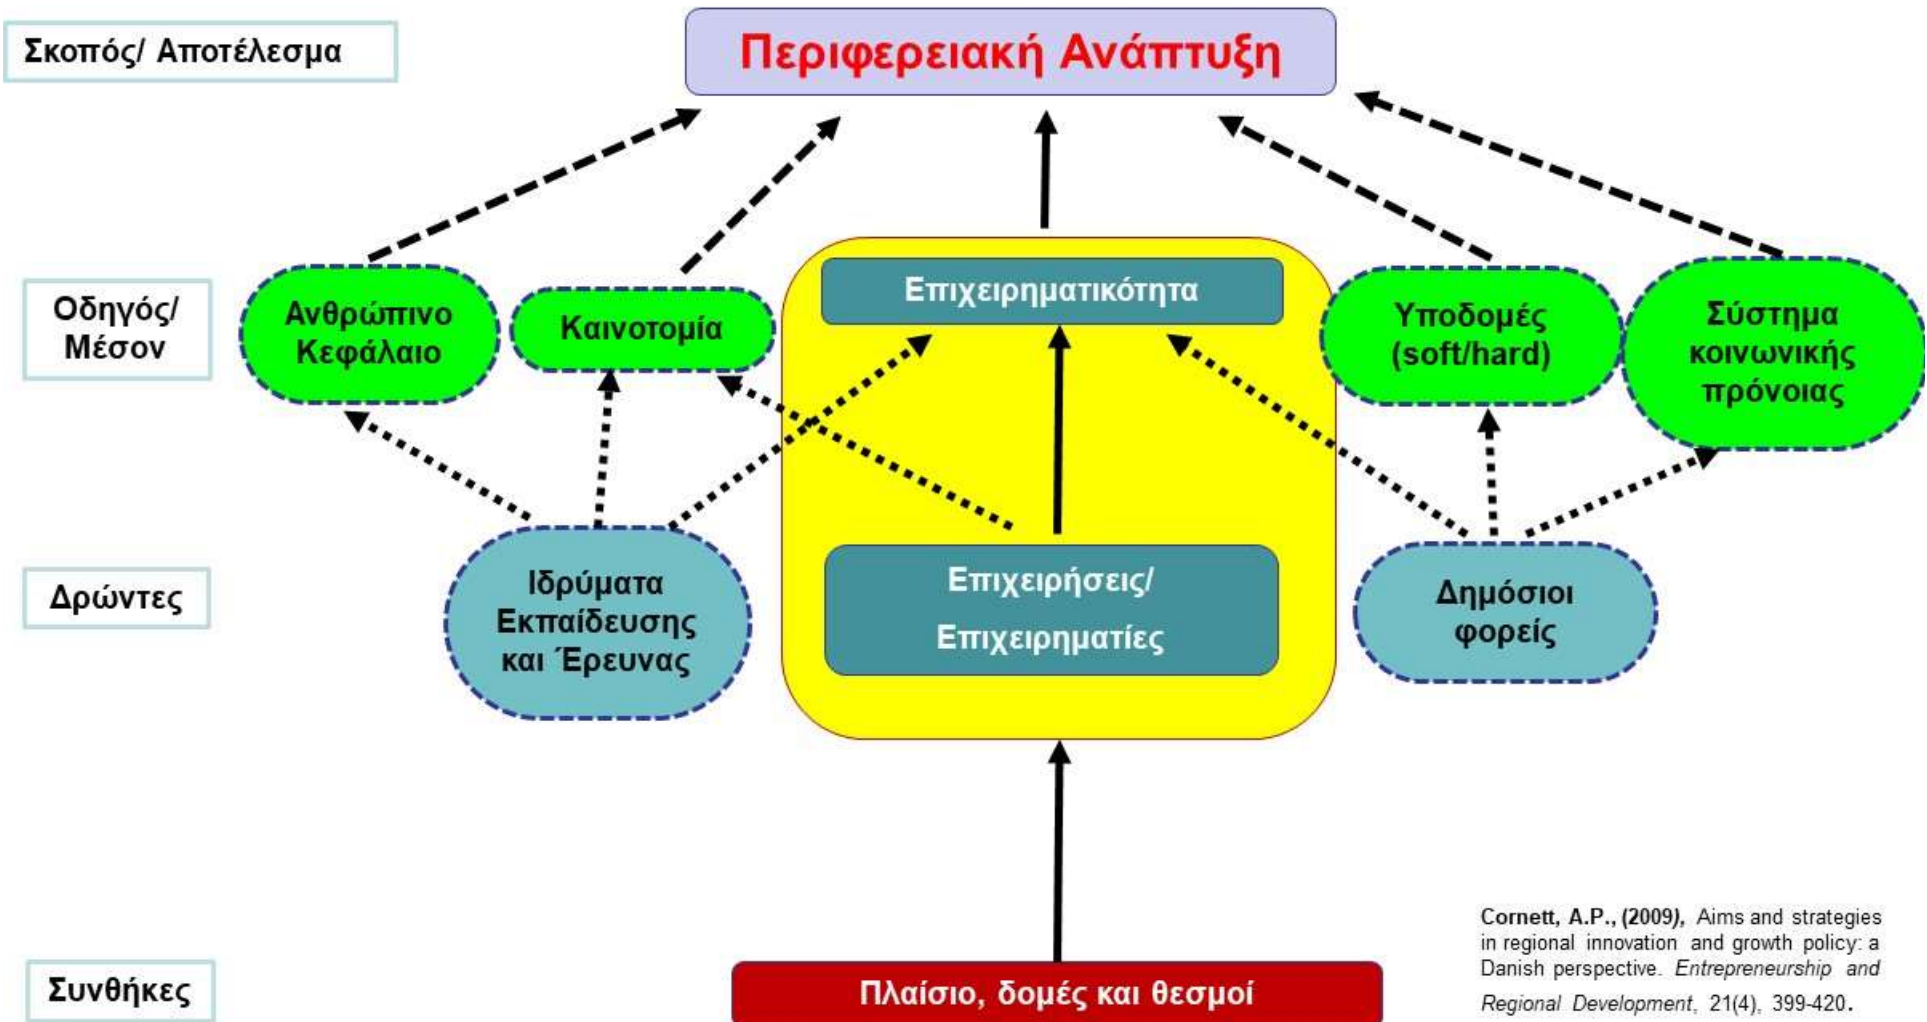 Σκοπός/ Αποτέλεσμα
Περιφερειακή Ανάπτυξη
Οδηγός/
Μέσον
Ανθρώπινο
Κεφάλαιο
Καινοτομία
Επιχειρηματικότητα
Υποδομές
(soft/hard)
Σύστημα
κοινωνικής
πρόνοιας
Δρώντες
Ιδρύματα
Εκπαίδευσης
και Έρευνας
Επιχειρήσεις/
Επιχειρηματίες
Δημόσιοι
φορείς
Συνθήκες
Πλαίσιο, δομές και θεσμοί
Cornett, A.P., (2009), Aims and strategies
in regional innovation and growth policy: a
Danish perspective. Entrepreneurship and
Regional Development, 21(4), 399-420.